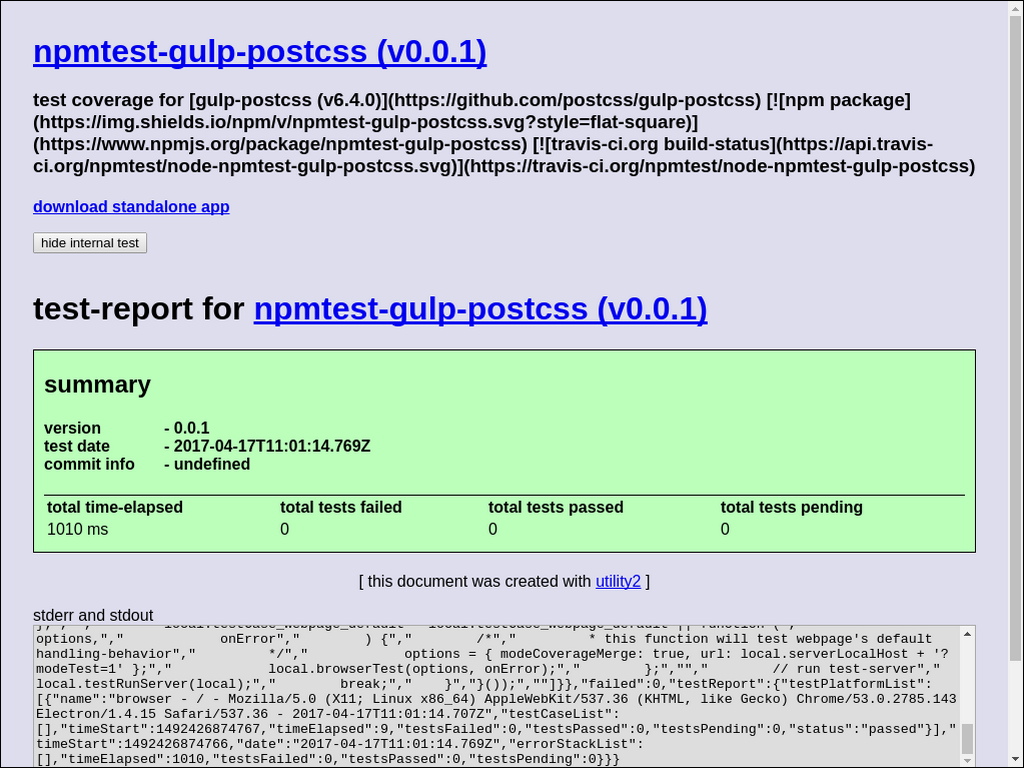 npmtest-gulp-postcss (v0.0.1)
test coverage for [gulp-postcss (v6.4.0)](https://github.com/postcss/gulp-postcss) [![npm package]
(https://img.shields.io/npm/v/npmtest-gulp-postcss.svg?style=flat-square)]
(https://www.npmjs.org/package/npmtest-gulp-postcss) [![travis-ci.org build-status](https://api.travis-
ci.org/npmtest/node-npmtest-gulp-postcss.svg)](https://travis-ci.org/npmtest/node-npmtest-gulp-postcss)
download standalone app
hide internal test
test-report for npmtest-gulp-postcss (v0.0.1)
summary
version - 0.0.1
test date - 2017-04-17T11:01:14.769Z
commit info - undefined
total time-elapsed total tests failed total tests passed total tests pending
1010 ms 0 0 0
[ this document was created with utility2 ]
stderr and stdout
options,","            onError","        ) {","        /*","         * this function will test webpage's default
handling-behavior","         */","            options = { modeCoverageMerge: true, url: local.serverLocalHost + '?
modeTest=1' };","            local.browserTest(options, onError);","        };","","        // run test-server","
local.testRunServer(local);","        break;","    }","}());",""]}},"failed":0,"testReport":{"testPlatformList":
[{"name":"browser - / - Mozilla/5.0 (X11; Linux x86_64) AppleWebKit/537.36 (KHTML, like Gecko) Chrome/53.0.2785.143
Electron/1.4.15 Safari/537.36 - 2017-04-17T11:01:14.707Z","testCaseList":
[],"timeStart":1492426874767,"timeElapsed":9,"testsFailed":0,"testsPassed":0,"testsPending":0,"status":"passed"}],"
timeStart":1492426874766,"date":"2017-04-17T11:01:14.769Z","errorStackList":
[],"timeElapsed":1010,"testsFailed":0,"testsPassed":0,"testsPending":0}}}